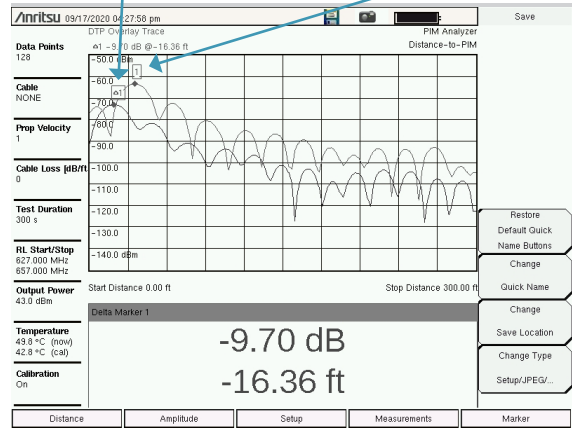 Anritsu 09/17/2020 04:27:58 pm
Save
DTP Overlay Trace
PIM Analyzer
Δ1 -9.70 dB @-16.36 ft
Distance-to-PIM
Data Points
128
Cable
NONE
Prop Velocity
1
Cable Loss [dB/ft
0
Test Duration
300 s
RL Start/Stop
627.000 MHz
657.000 MHz
Output Power
43.0 dBm
Temperature
49.8 °C (now)
42.8 °C (cal)
Calibration
On
-50.0 dBm
-60.0
-70.0
-80.0
-90.0
-100.0
-110.0
-120.0
-130.0
-140.0 dBm
1
Δ1
Start Distance 0.00 ft
Stop Distance 300.00 ft
Delta Marker 1
-9.70 dB
-16.36 ft
Restore
Default Quick
Name Buttons
Change
Quick Name
Change
Save Location
Change Type
Setup/JPEG/...
Distance
Amplitude
Setup
Measurements
Marker